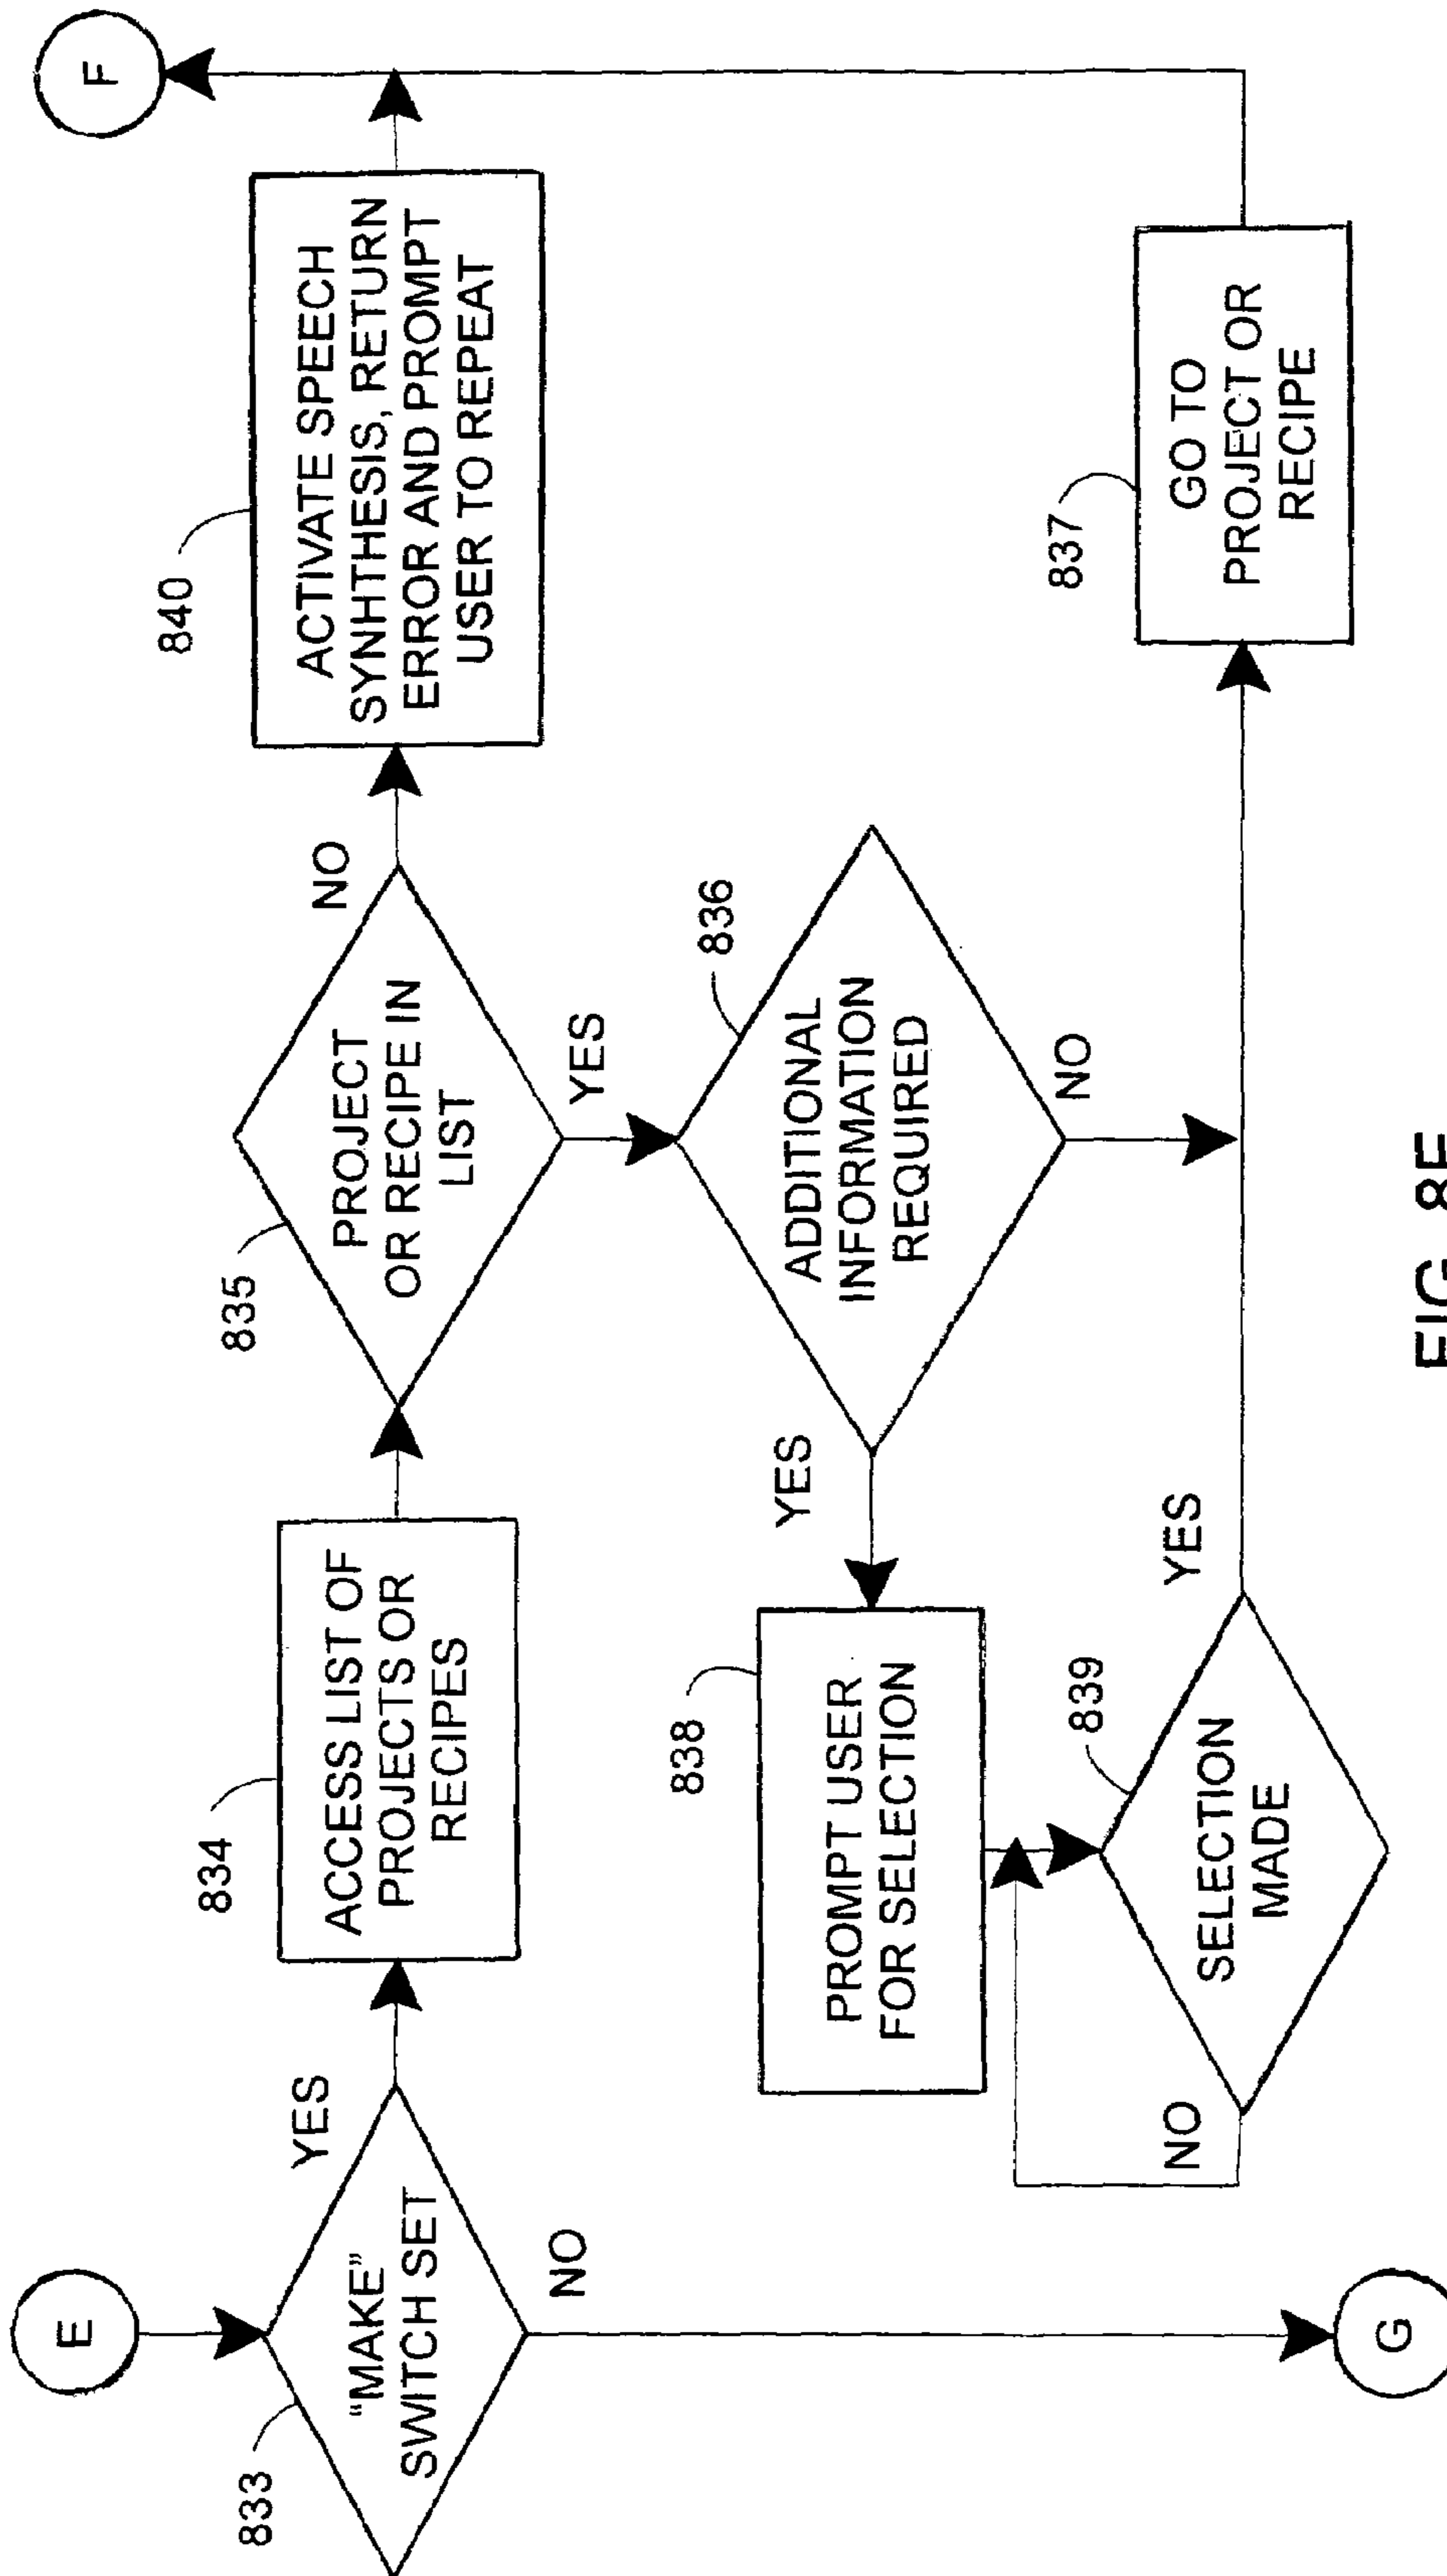 E
F
833
"MAKE"
SWITCH SET
YES
NO
834
ACCESS LIST OF
PROJECTS OR
RECIPES
835
PROJECT
OR RECIPE IN
LIST
NO
YES
840
ACTIVATE SPEECH
SYNHTHESIS, RETURN
ERROR AND PROMPT
USER TO REPEAT
836
ADDITIONAL
INFORMATION
REQUIRED
YES
NO
838
PROMPT USER
FOR SELECTION
839
SELECTION
MADE
NO
YES
837
GO TO
PROJECT OR
RECIPE
G
FIG